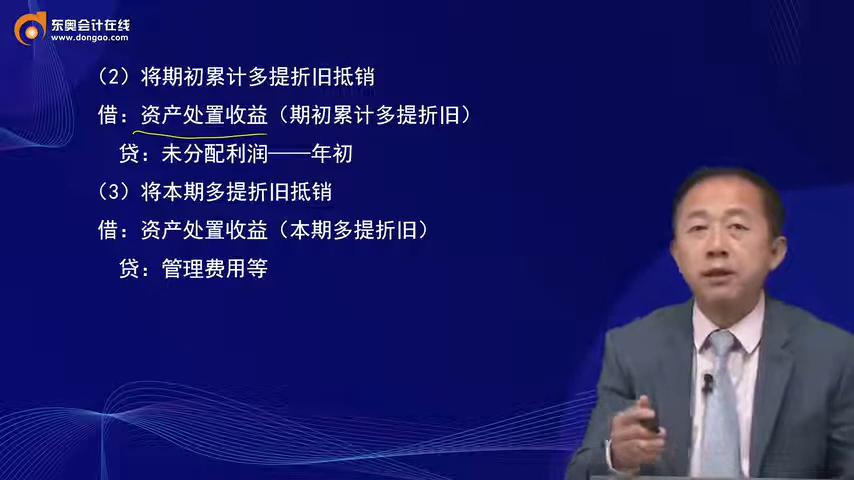 东奥会计在线
www.dongao.com
（2）将期初累计多提折旧抵销
借：资产处置收益（期初累计多提折旧）
贷：未分配利润——年初
（3）将本期多提折旧抵销
借：资产处置收益（本期多提折旧）
贷：管理费用等